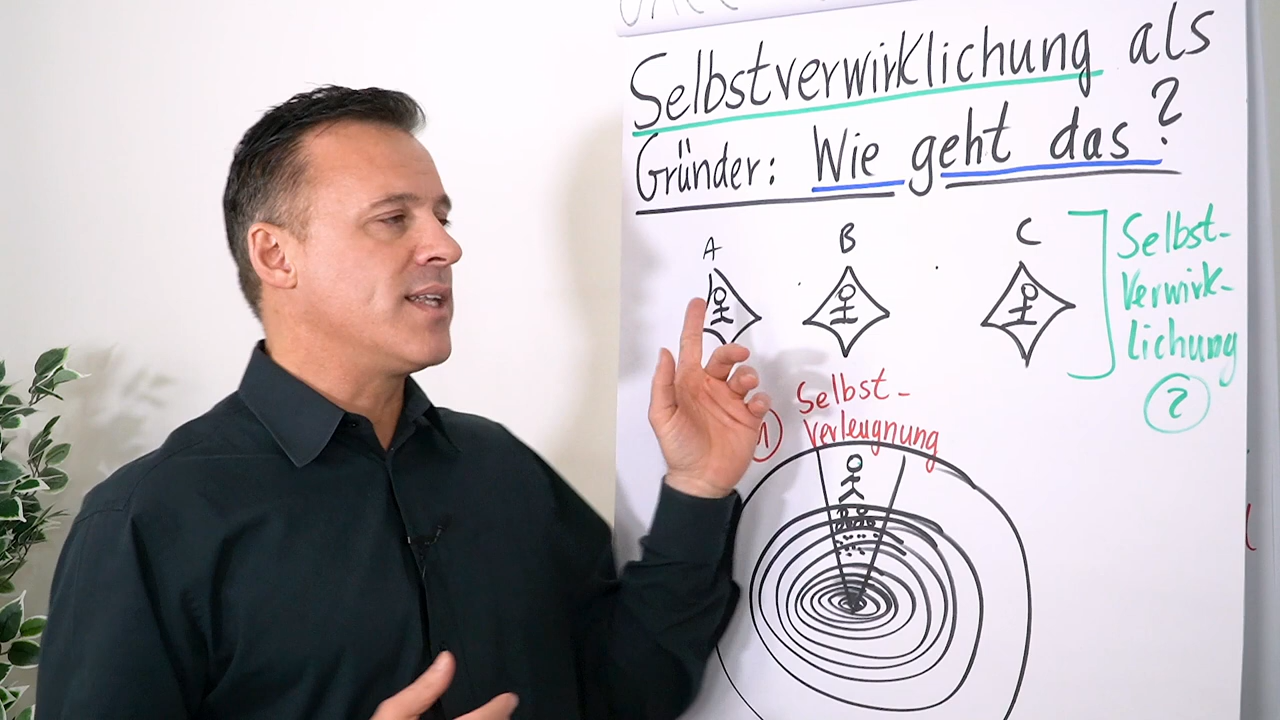 Selbstverwirklichung als
Gründer: Wie geht das?
A
B
C
Selbst-
Verwirk-
lichung
2
1
Selbst-
verleugnung